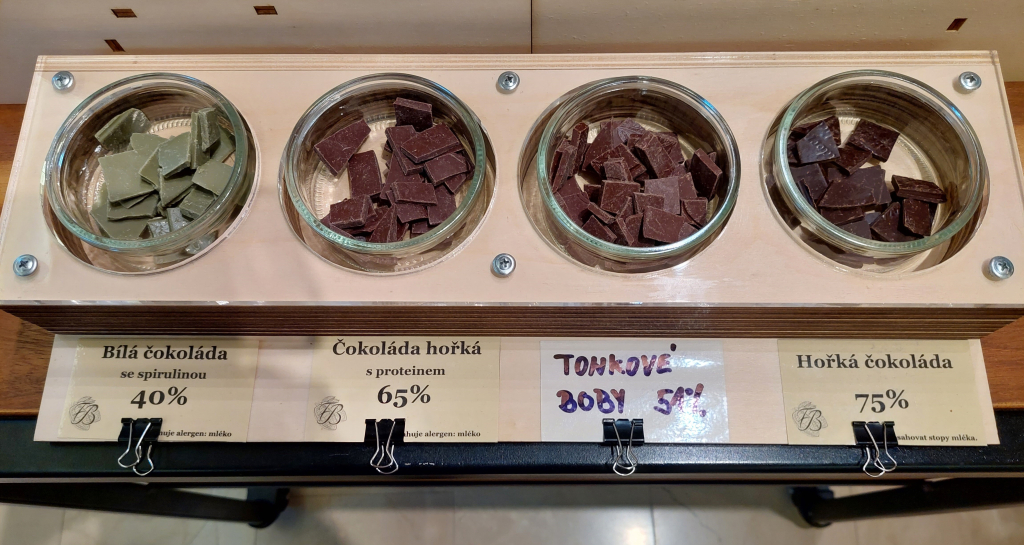 Bílá čokoláda
se spirulinou
40%
alergen: mléko
Čokoláda hořká
s proteinem
65%
alergen: mléko
TONKOVÉ
BOBY 51%
Hořká čokoláda
75%
stopy mléka.